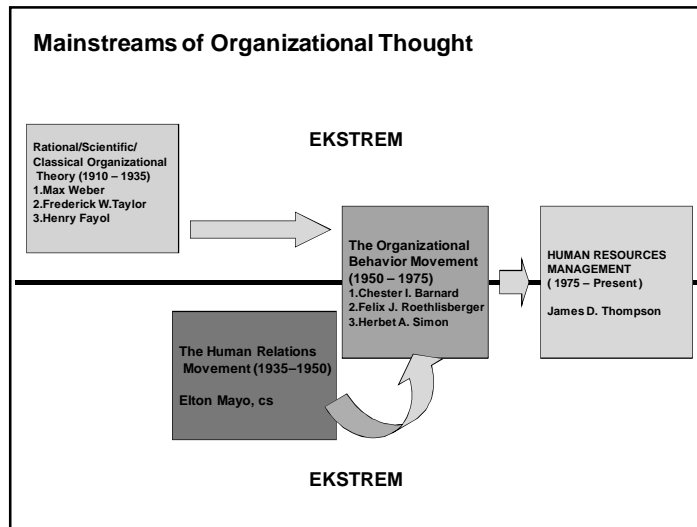 Mainstreams of Organizational Thought
EKSTREM
Rational/Scientific/
Classical Organizational
Theory (1910 – 1935)
1.Max Weber
2.Frederick W.Taylor
3.Henry Fayol
The Organizational
Behavior Movement
(1950 – 1975)
1.Chester I. Barnard
2.Felix J. Roethlisberger
3.Herbet A. Simon
HUMAN RESOURCES
MANAGEMENT
( 1975 – Present )
James D. Thompson
The Human Relations
Movement (1935–1950)
Elton Mayo, cs
EKSTREM